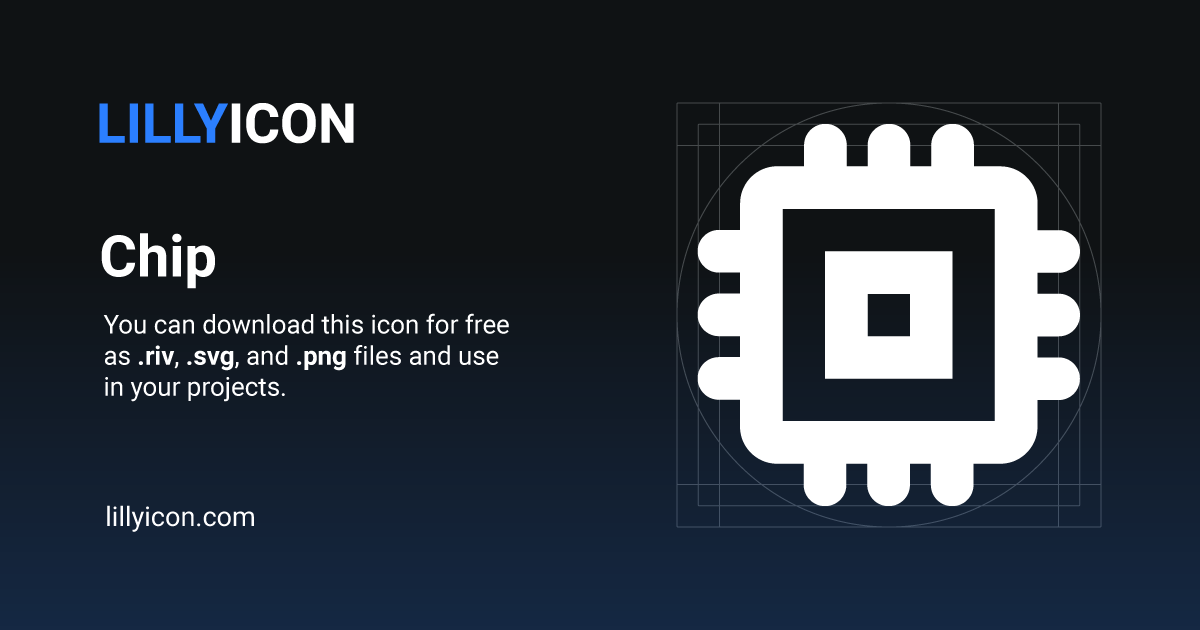 LILLYICON
Chip
You can download this icon for free
as .riv, .svg, and .png files and use
in your projects.
lillyicon.com